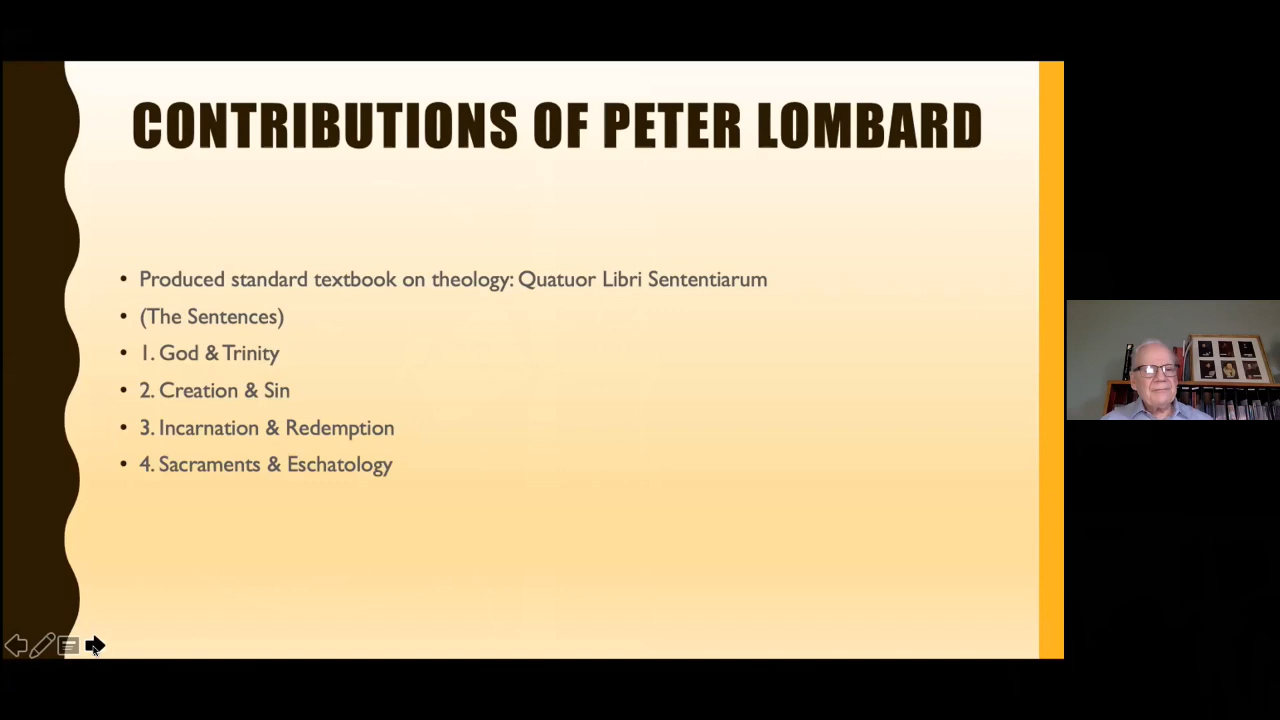 CONTRIBUTIONS OF PETER LOMBARD
• Produced standard textbook on theology: Quatuor Libri Sententiarum
• (The Sentences)
• 1. God & Trinity
• 2. Creation & Sin
• 3. Incarnation & Redemption
• 4. Sacraments & Eschatology